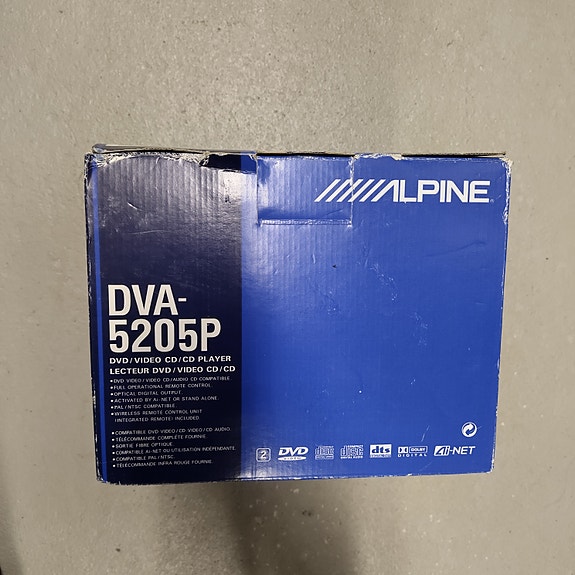 ALPINE
DVA-
5205P
DVD/VIDEO CD/CD PLAYER
LECTEUR DVD/VIDEO CD/CD
• DVD VIDEO/VIDEO CD/AUDIO CD COMPATIBLE.
• FULL OPERATIONAL REMOTE CONTROL.
• OPTICAL DIGITAL OUTPUT.
• ACTIVATED BY Ai-NET OR STAND ALONE.
• PAL/NTSC COMPATIBLE.
• WIRELESS REMOTE CONTROL UNIT
(INTEGRATED REMOTE) INCLUDED.
• COMPATIBLE DVD VIDEO/CD VIDEO/CD AUDIO.
• TÉLÉCOMMANDE COMPLÈTE FOURNIE.
• SORTIE FIBRE OPTIQUE.
• COMPATIBLE Ai-NET OU UTILISATION INDÉPENDANTE.
• COMPATIBLE PAL/NTSC.
• TÉLÉCOMMANDE INFRA ROUGE FOURNIE.
2 DVD VIDEO disc disc dts DOLBY DIGITAL Ai-NET